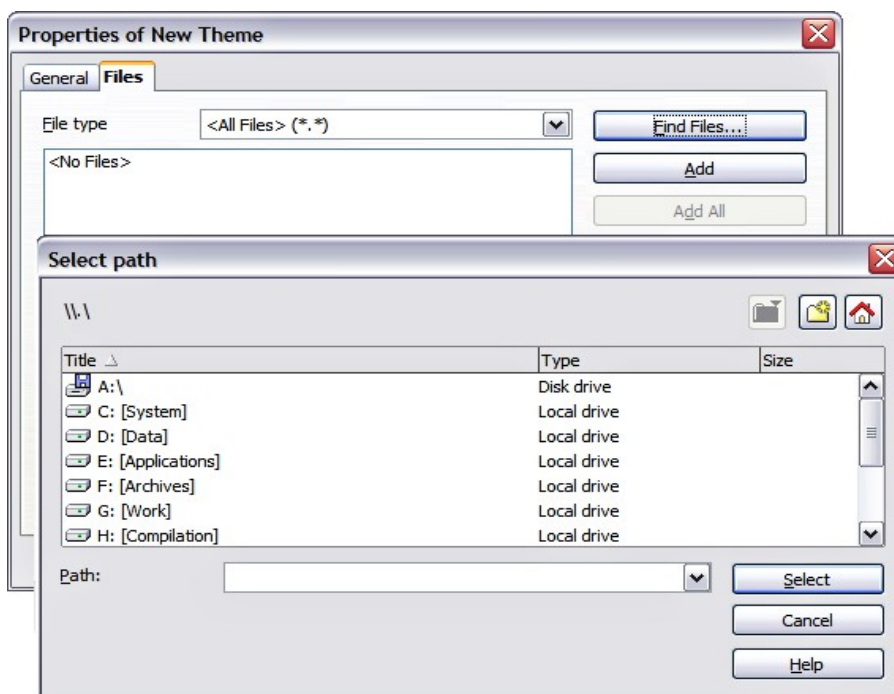 Properties of New Theme
General Files
File type <All Files> (*.*) Find Files...
<No Files> Add
Add All
Select path
\\.\
Title Type Size
A:\ Disk drive
C: [System] Local drive
D: [Data] Local drive
E: [Applications] Local drive
F: [Archives] Local drive
G: [Work] Local drive
H: [Compilation] Local drive
Path: Select
Cancel
Help